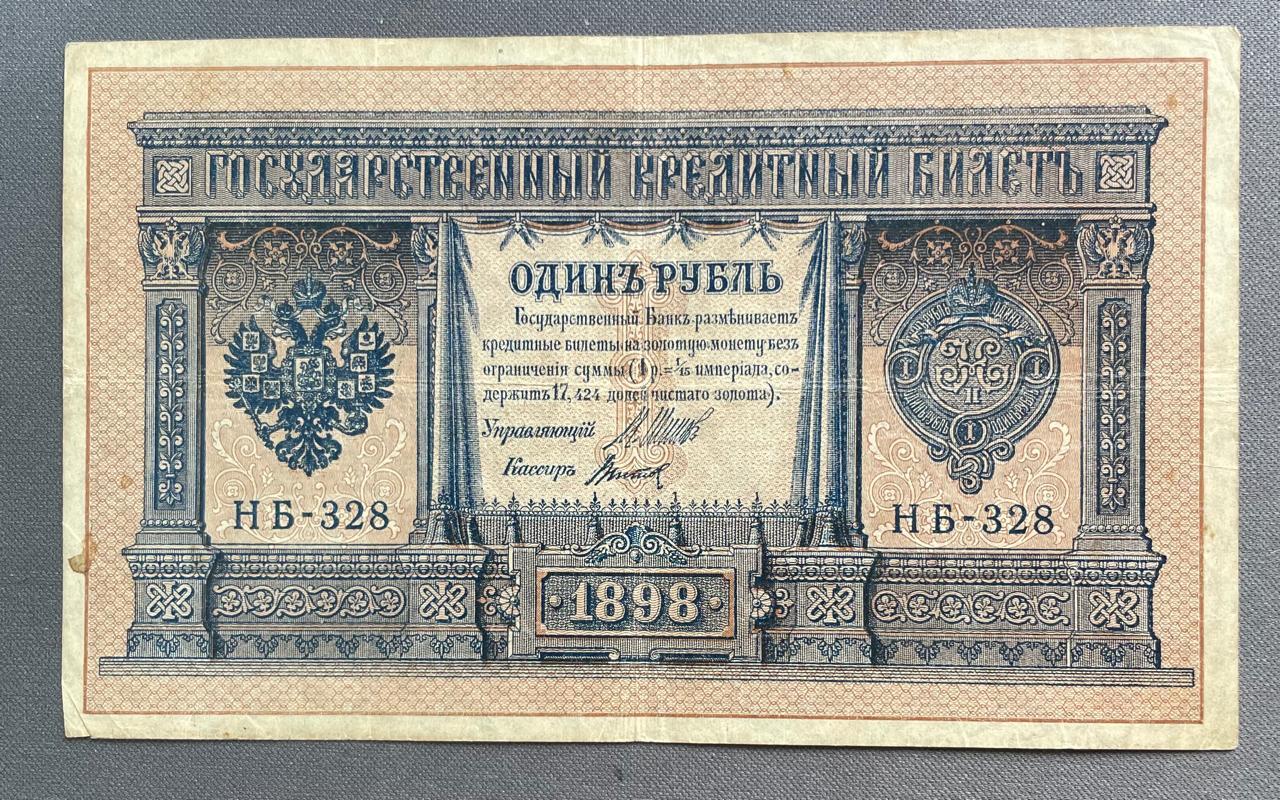 ГОСУДАРСТВЕННЫЙ КРЕДИТНЫЙ БИЛЕТЪ
ОДИНЪ РУБЛЬ
Государственный Банкъ размѣниваетъ
кредитные билеты на золотую монету безъ
ограниченія суммы (1 р.= 1/15 имперіала, со-
держитъ 17,424 долей чистаго золота).
Управляющій
Кассиръ
НБ-328
НБ-328
1898